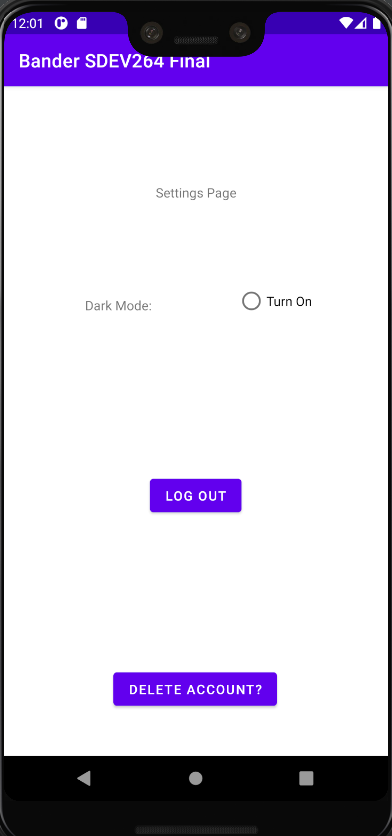 12:01
Bander SDEV264 Final
Settings Page
Dark Mode:
Turn On
LOG OUT
DELETE ACCOUNT?